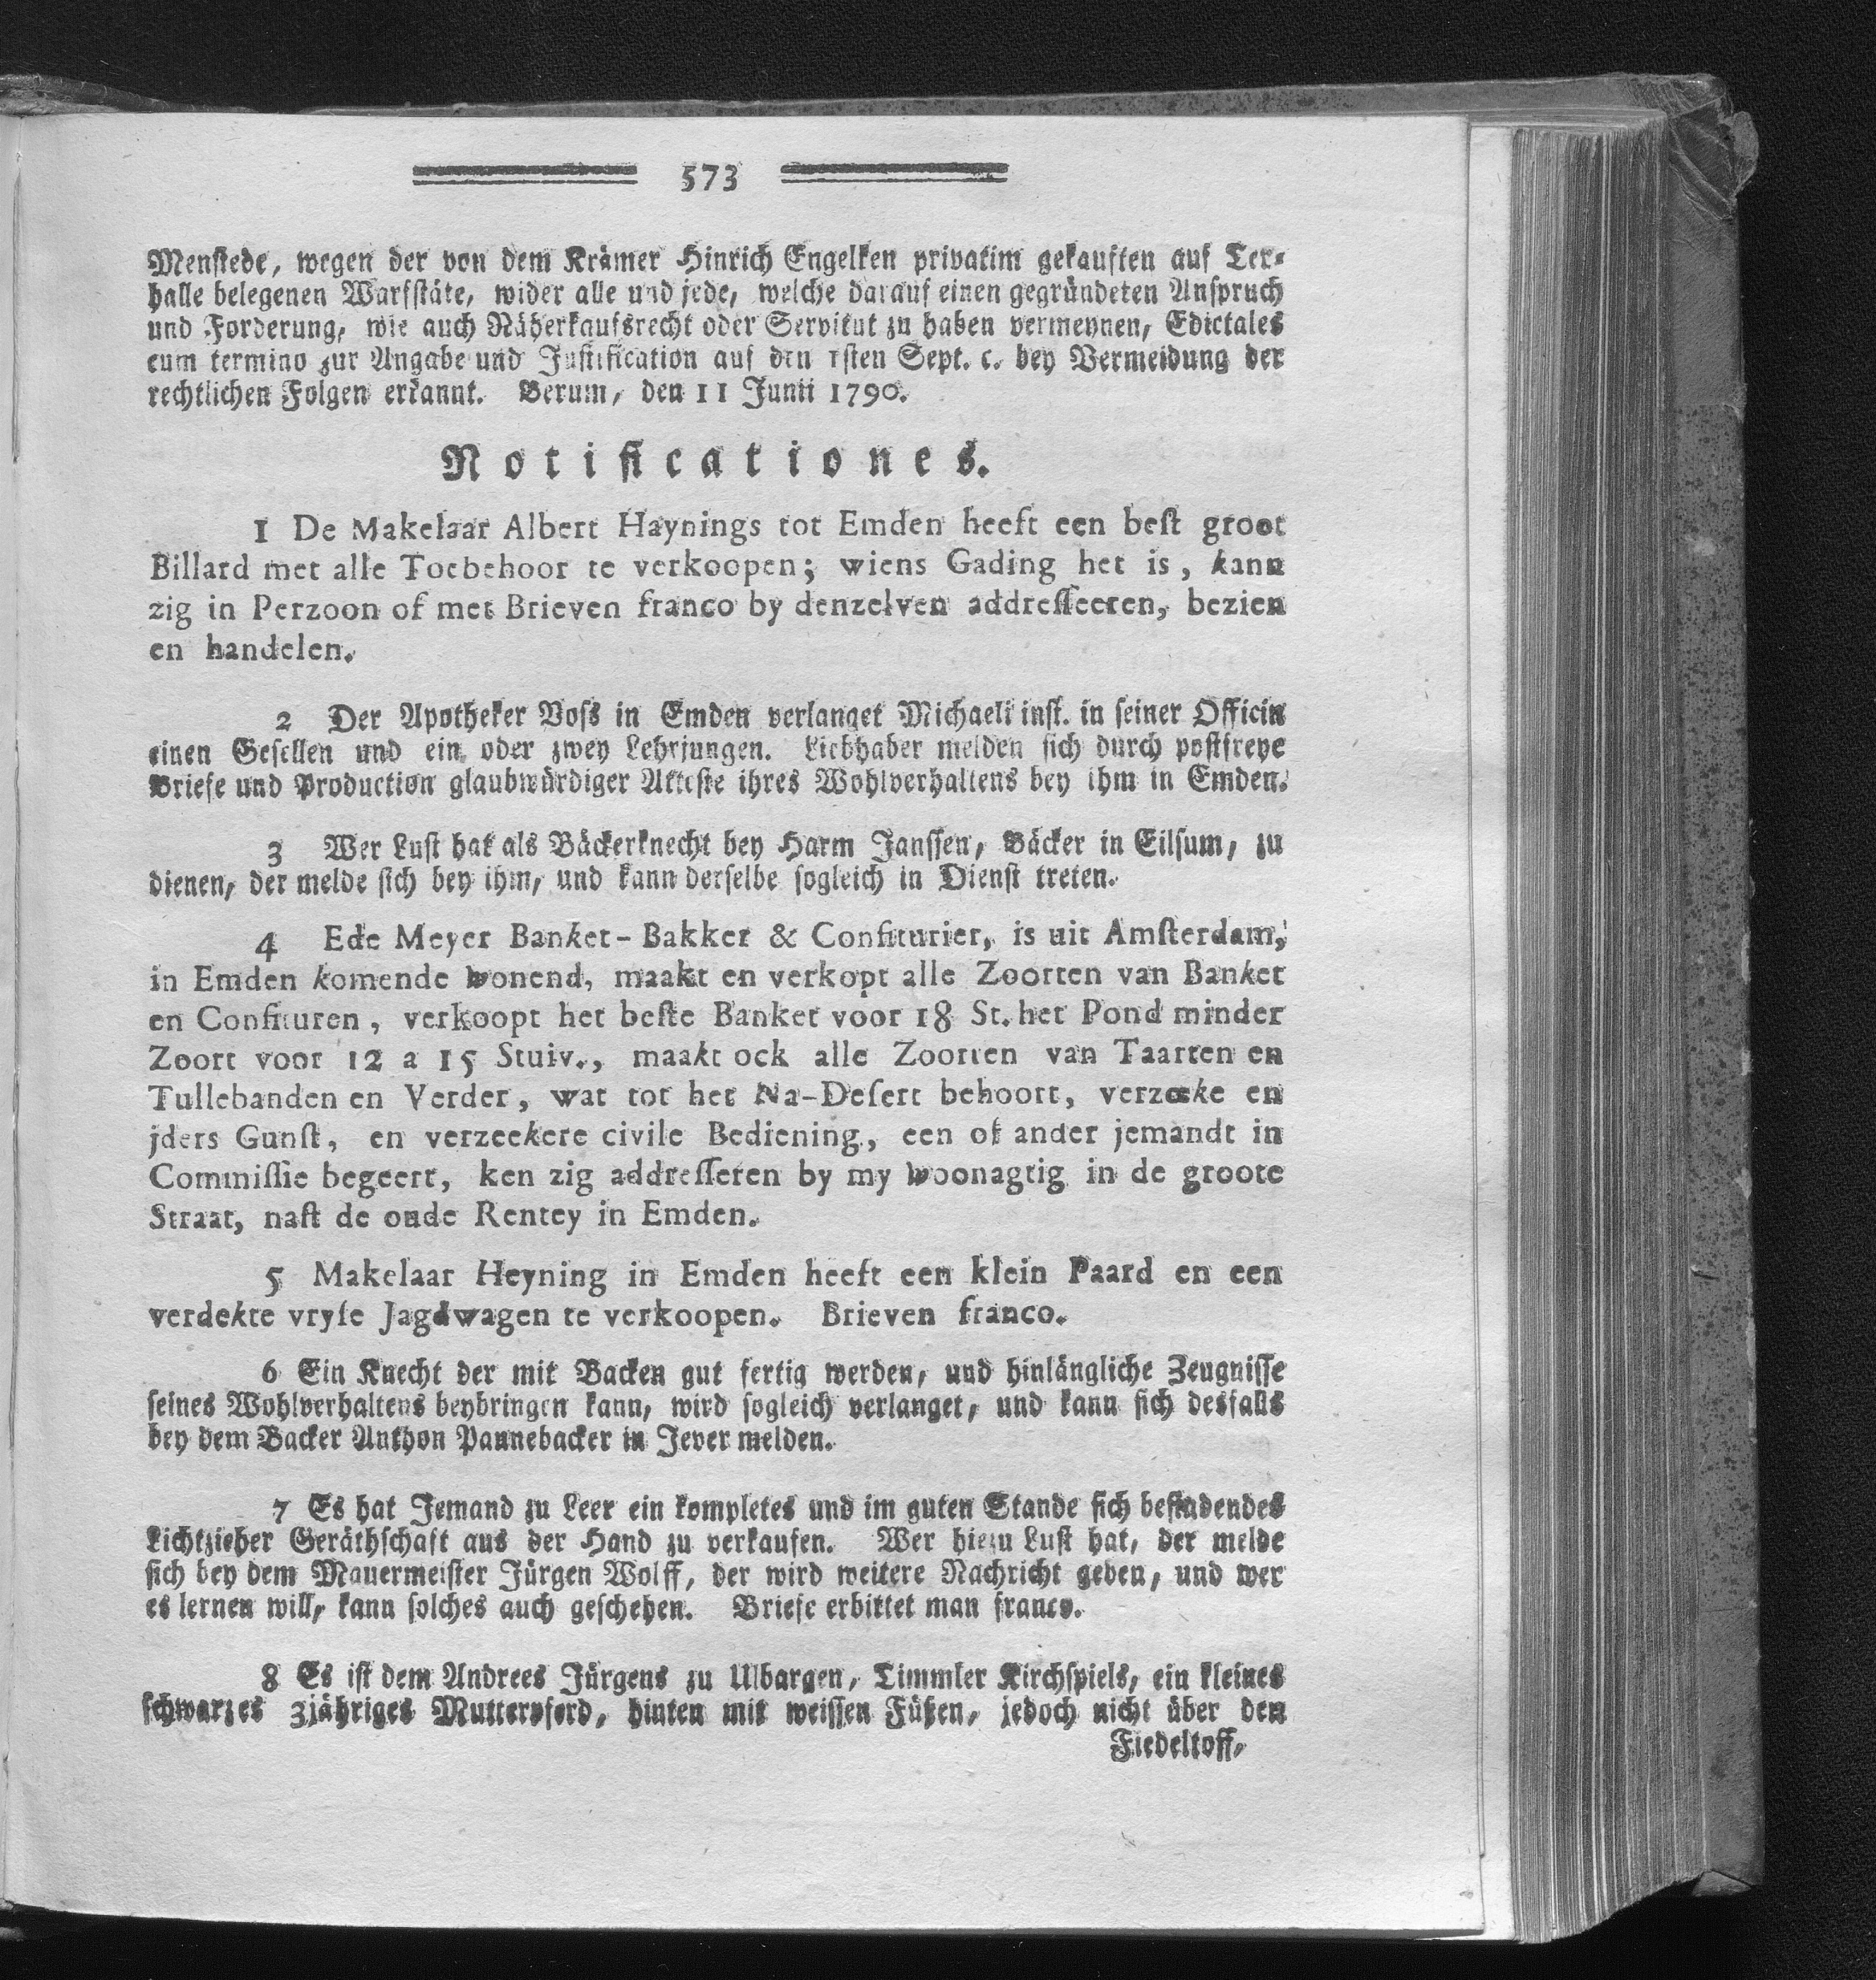 573
Menstede, wegen der von dem Krämer Hinrich Engelken privatim gekauften auf Ter-
halle belegenen Warfstäte, wider alle und jede, welche darauf einen gegründeten Anspruch
und Forderung, wie auch Näherkaufsrecht oder Servitut zu haben vermeynen, Edictales
cum termino zur Angabe und Justification auf den 1sten Sept. c. bey Vermeidung der
rechtlichen Folgen erkannt. Berum, den 11 Junii 1790.
Notificationes.
1 De Makelaar Albert Haynings tot Emden heeft een best groot
Billard met alle Toebehoor te verkoopen; wiens Gading het is, kann
zig in Perzoon of met Brieven franco by denzelven addresseeren, bezien
en handelen.
2 Der Apotheker Voss in Emden verlanget Michaeli inst. in seiner Officin
einen Gesellen und ein oder zwey Lehrjungen. Liebhaber melden sich durch postfreye
Briefe und Production glaubwürdiger Atteste ihres Wohlverhaltens bey ihm in Emden.
3 Wer Lust hat als Bäckerknecht bey Harm Janssen, Bäcker in Eilsum, zu
dienen, der melde sich bey ihm, und kann derselbe sogleich in Dienst treten.
4 Ede Meyer Banket-Bakker & Confiturier, is uit Amsterdam,
in Emden komende wonend, maakt en verkopt alle Zoorten van Banket
en Confituren, verkoopt het beste Banket voor 18 St. het Pond minder
Zoort voor 12 a 15 Stuiv., maakt ock alle Zoorten van Taarten en
Tullebanden en Verder, wat tot het Na-Desert behoort, verzœke en
jders Gunst, en verzeekere civile Bediening, een of ander jemandt in
Commissie begeert, ken zig addresseren by my woonagtig in de groote
Straat, nast de oude Rentey in Emden.
5 Makelaar Heyning in Emden heeft een klein Paard en een
verdekte vryse Jagdwagen te verkoopen. Brieven franco.
6 Ein Knecht der mit Backen gut fertig werden, und hinlängliche Zeugnisse
seines Wohlverhaltens beybringen kann, wird sogleich verlanget, und kann sich desfalls
bey dem Backer Anthon Pannebacker in Jever melden.
7 Es hat Jemand zu Leer ein kompletes und im guten Stande sich befindendes
Lichtzieher Geräthschaft aus der Hand zu verkaufen. Wer hiezu Lust hat, der melde
sich bey dem Mauermeister Jürgen Wolff, der wird weitere Nachricht geben, und wer
es lernen will, kann solches auch geschehen. Briefe erbittet man franco.
8 Es ist dem Andrees Jürgens zu Ulbargen, Timmler Kirchspiels, ein kleines
schwarzes 3jähriges Mutterpferd, hinten mit weissen Füßen, jedoch nicht über den
Fiedeltoff,